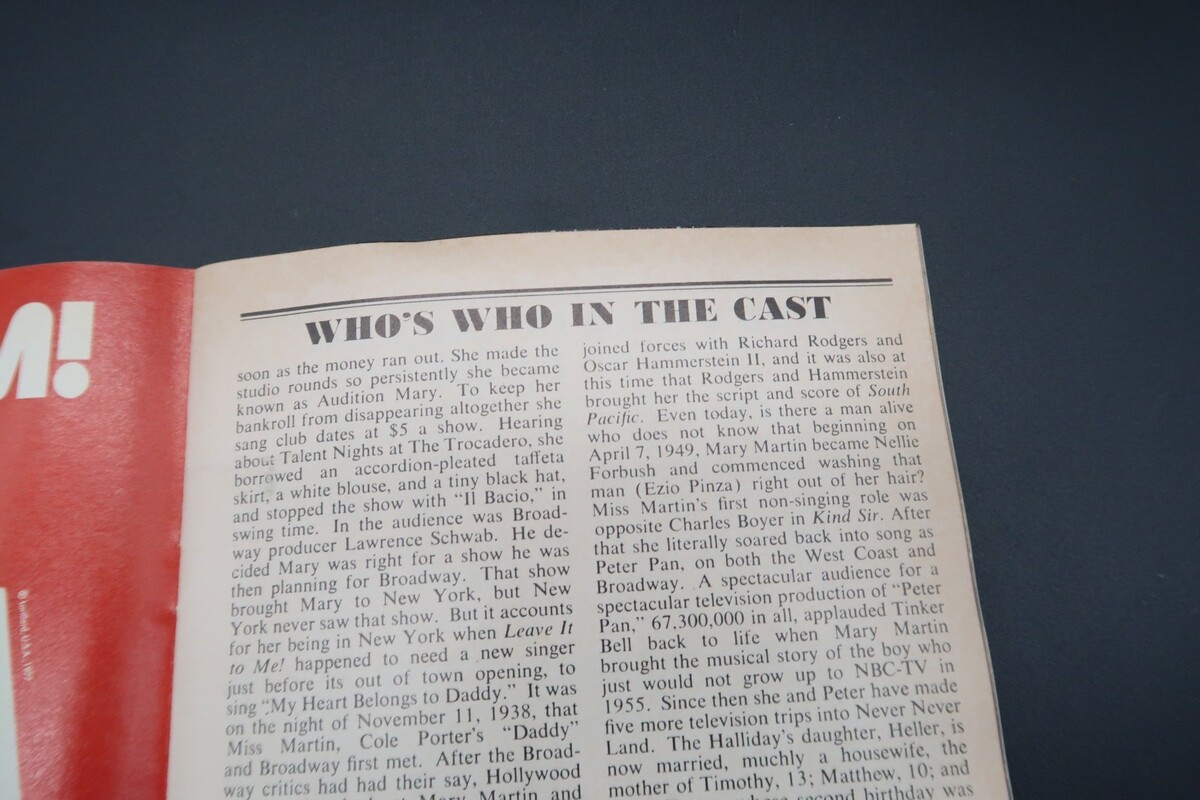 M!
WHO'S WHO IN THE CAST
soon as the money ran out. She made the
studio rounds so persistently she became
known as Audition Mary. To keep her
bankroll from disappearing altogether she
sang club dates at $5 a show. Hearing
about Talent Nights at The Trocadero, she
borrowed an accordion-pleated taffeta
skirt, a white blouse, and a tiny black hat,
and stopped the show with "Il Bacio," in
swing time. In the audience was Broad-
way producer Lawrence Schwab. He de-
cided Mary was right for a show he was
then planning for Broadway. That show
brought Mary to New York, but New
York never saw that show. But it accounts
for her being in New York when Leave It
to Me! happened to need a new singer
just before its out of town opening, to
sing "My Heart Belongs to Daddy." It was
on the night of November 11, 1938, that
Miss Martin, Cole Porter's "Daddy"
and Broadway first met. After the Broad-
way critics had had their say, Hollywood
Mary Martin and
joined forces with Richard Rodgers and
Oscar Hammerstein II, and it was also at
this time that Rodgers and Hammerstein
brought her the script and score of South
Pacific. Even today, is there a man alive
who does not know that beginning on
April 7, 1949, Mary Martin became Nellie
Forbush and commenced washing that
man (Ezio Pinza) right out of her hair?
Miss Martin's first non-singing role was
opposite Charles Boyer in Kind Sir. After
that she literally soared back into song as
Peter Pan, on both the West Coast and
Broadway. A spectacular audience for a
spectacular television production of "Peter
Pan," 67.300,000 in all, applauded Tinker
Bell back to life when Mary Martin
brought the musical story of the boy who
just would not grow up to NBC-TV in
1955. Since then she and Peter have made
five more television trips into Never Never
Land. The Halliday's daughter, Heller, is
now married, muchly a housewife, the
mother of Timothy, 13; Matthew, 10; and
second birthday was